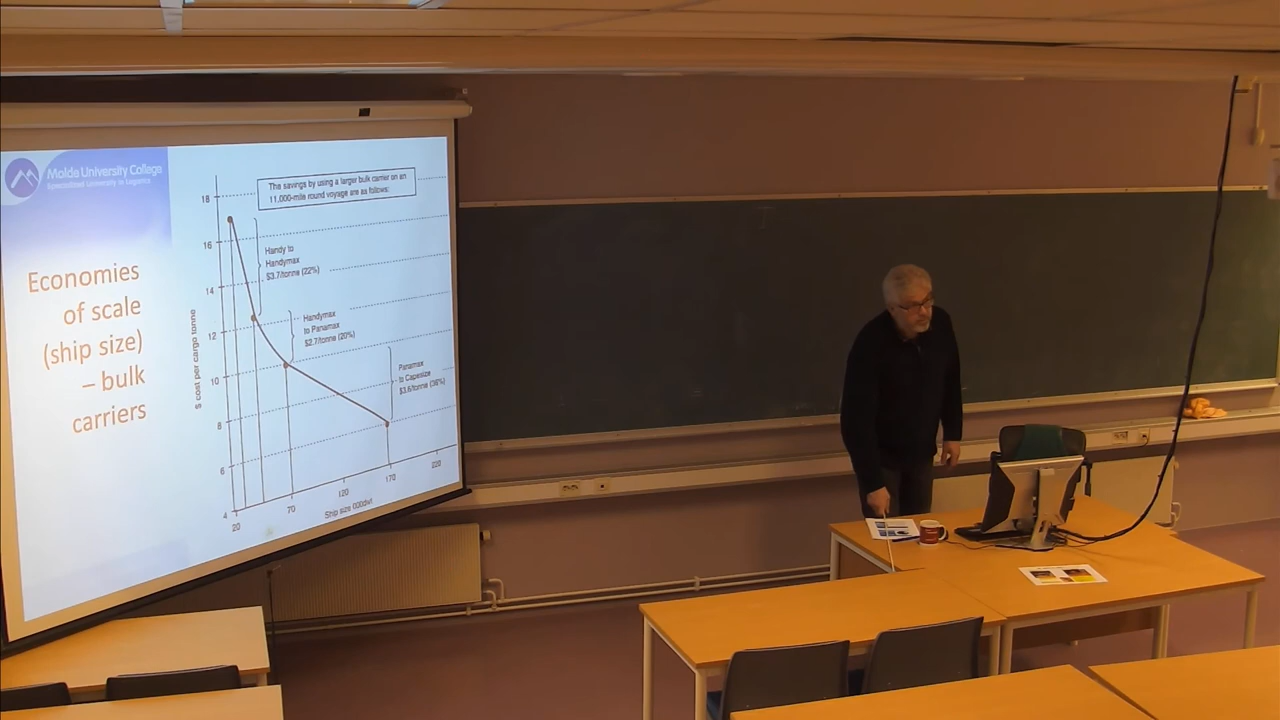 Molde University College
Specialized University in Logistics
Economies
of scale
(ship size)
– bulk
carriers
The savings by using a larger bulk carrier on an
11,000-mile round voyage are as follows:
Handy to
Handymax
$3.7/tonne (22%)
Handymax
to Panamax
$2.7/tonne (20%)
Panamax
to Capesize
$3.6/tonne (36%)
$ cost per cargo tonne
18
16
14
12
10
8
6
4
20
70
120
170
220
Ship size (000dwt)